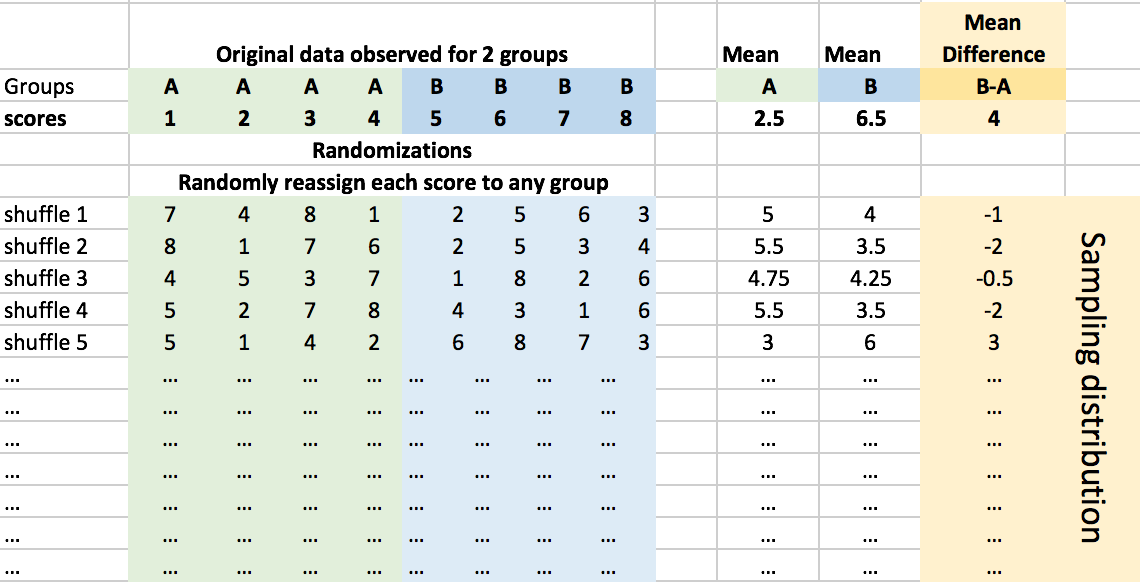 Mean
Original data observed for 2 groups Mean Mean Difference
Groups A A A A B B B B A B B-A
scores 1 2 3 4 5 6 7 8 2.5 6.5 4
Randomizations
Randomly reassign each score to any group
shuffle 1 7 4 8 1 2 5 6 3 5 4 -1
shuffle 2 8 1 7 6 2 5 3 4 5.5 3.5 -2
shuffle 3 4 5 3 7 1 8 2 6 4.75 4.25 -0.5
shuffle 4 5 2 7 8 4 3 1 6 5.5 3.5 -2
shuffle 5 5 1 4 2 6 8 7 3 3 6 3
... ... ... ... ... ... ... ... ... ... ... ...
... ... ... ... ... ... ... ... ... ... ... ...
... ... ... ... ... ... ... ... ... ... ... ...
... ... ... ... ... ... ... ... ... ... ... ...
... ... ... ... ... ... ... ... ... ... ... ...
... ... ... ... ... ... ... ... ... ... ... ...
... ... ... ... ... ... ... ... ... ... ... ...
Sampling distribution